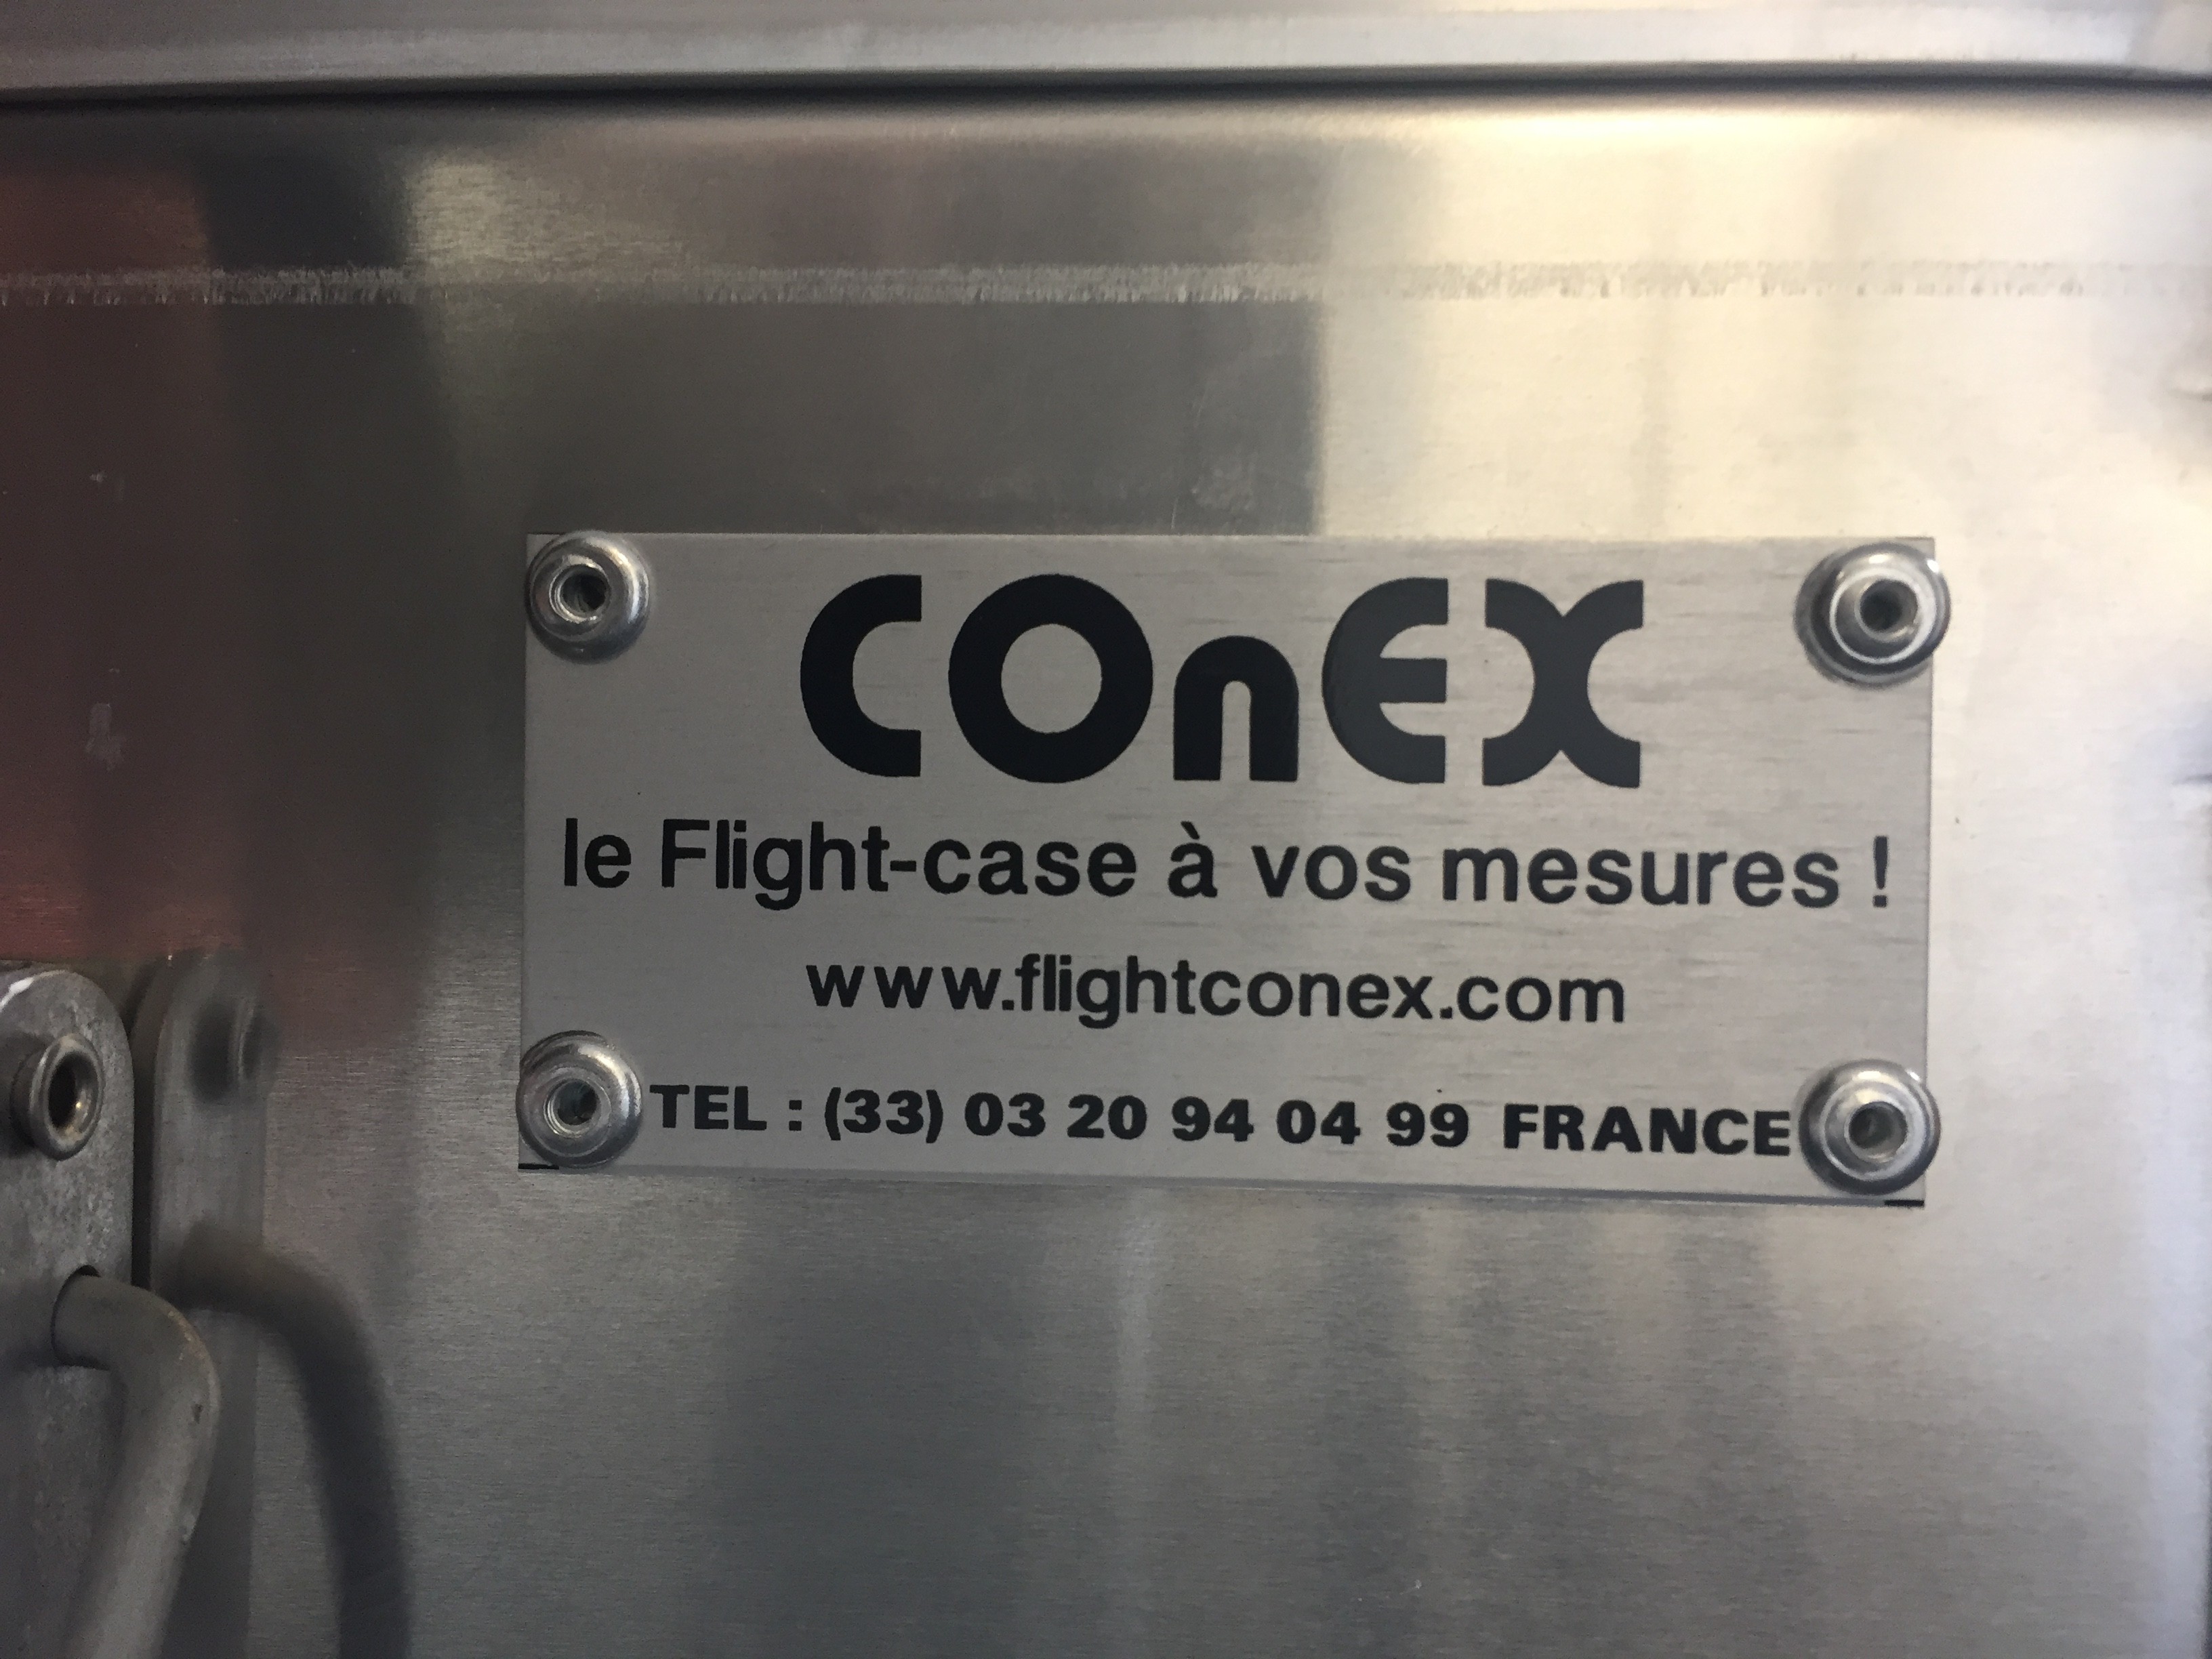 COnEX
le Flight-case à vos mesures !
www.flightconex.com
TEL : (33) 03 20 94 04 99 FRANCE